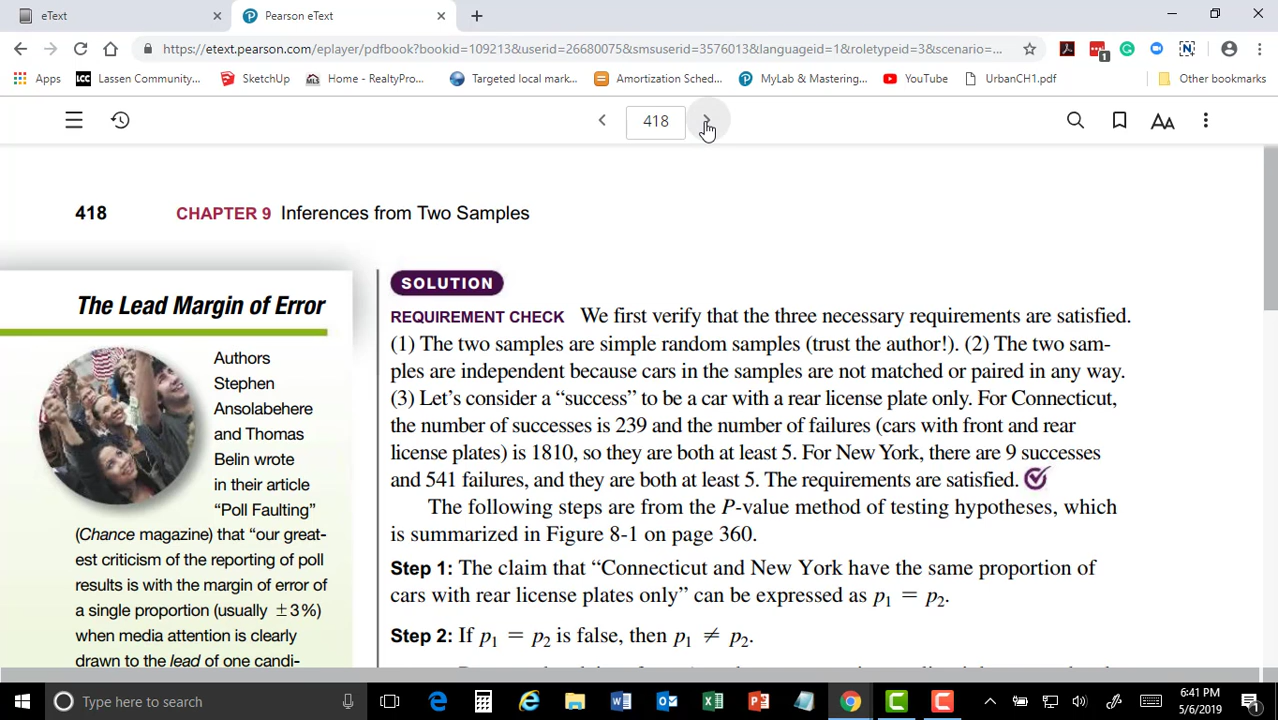 eText
Pearson eText
https://etext.pearson.com/eplayer/pdfbook?bookid=109213&userid=26680075&smsuserid=3576013&languageid=1&roletypeid=3&scenario=...
1
Apps
Lassen Community...
SketchUp
Home - RealtyPro...
Targeted local mark...
Amortization Sched...
MyLab & Mastering...
YouTube
UrbanCH1.pdf
Other bookmarks
418
AA
418 CHAPTER 9 Inferences from Two Samples
The Lead Margin of Error
Authors
Stephen
Ansolabehere
and Thomas
Belin wrote
in their article
“Poll Faulting”
(Chance magazine) that “our great-
est criticism of the reporting of poll
results is with the margin of error of
a single proportion (usually ±3%)
when media attention is clearly
drawn to the lead of one candi-
SOLUTION
REQUIREMENT CHECK We first verify that the three necessary requirements are satisfied.
(1) The two samples are simple random samples (trust the author!). (2) The two sam-
ples are independent because cars in the samples are not matched or paired in any way.
(3) Let’s consider a “success” to be a car with a rear license plate only. For Connecticut,
the number of successes is 239 and the number of failures (cars with front and rear
license plates) is 1810, so they are both at least 5. For New York, there are 9 successes
and 541 failures, and they are both at least 5. The requirements are satisfied.
The following steps are from the P-value method of testing hypotheses, which
is summarized in Figure 8-1 on page 360.
Step 1: The claim that “Connecticut and New York have the same proportion of
cars with rear license plates only” can be expressed as p₁ = p₂.
Step 2: If p₁ = p₂ is false, then p₁ ≠ p₂.
Type here to search
6:41 PM
5/6/2019
1